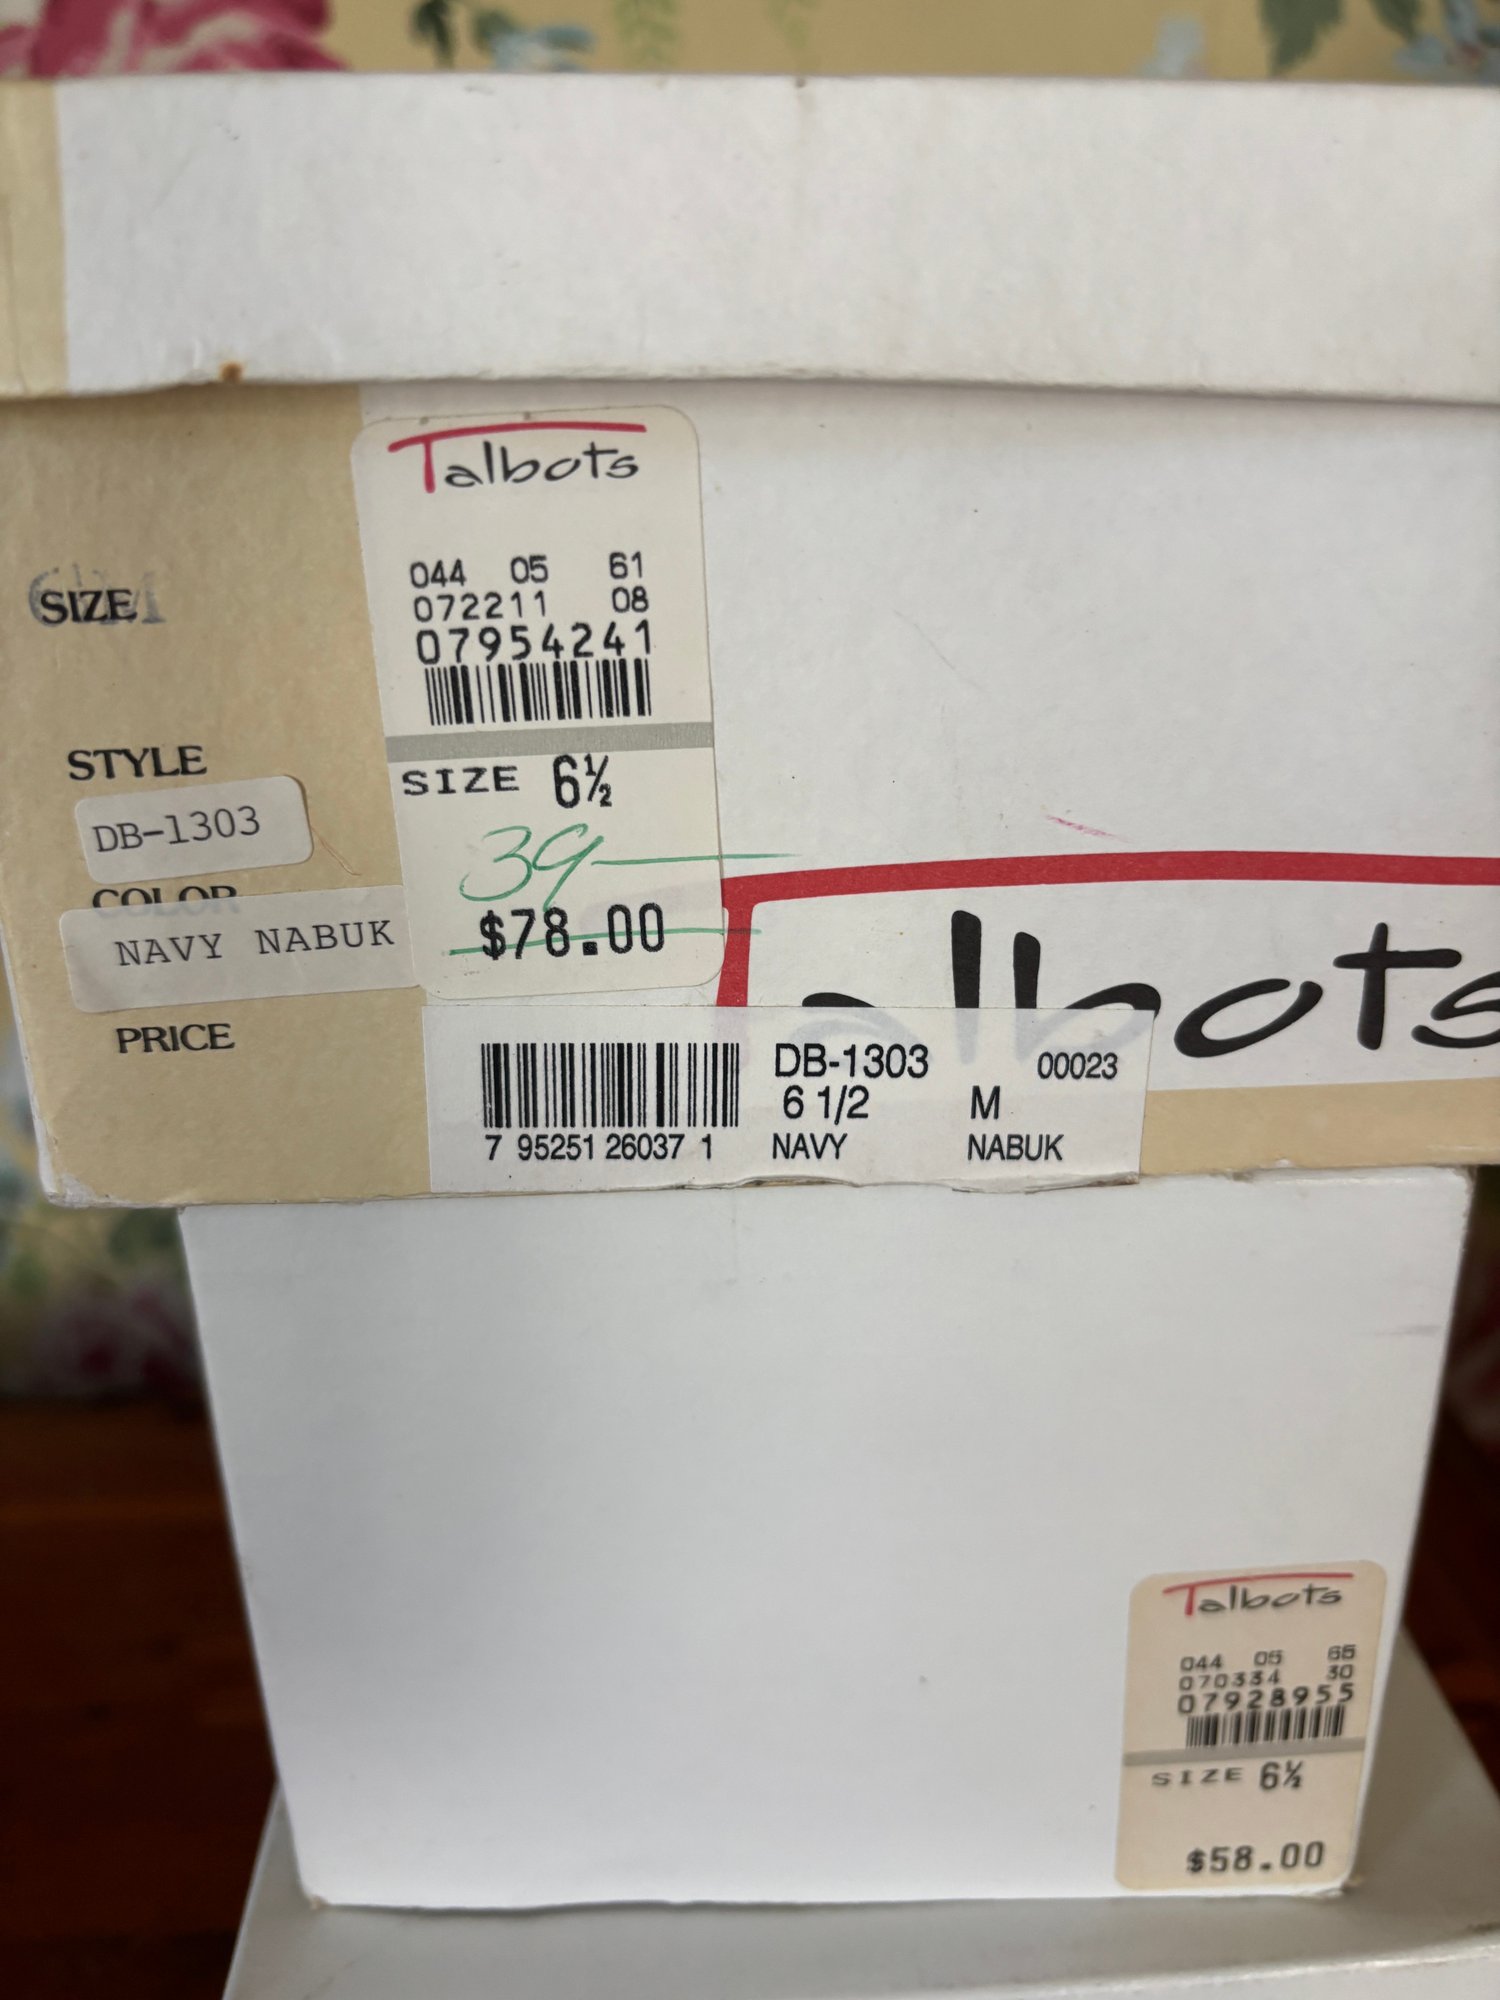 Talbots
044 05 61
072211 08
07954241
SIZE 6½
39—
$78.00
SIZE
STYLE
DB-1303
COLOR
NAVY NABUK
PRICE
Talbots
DB-1303 00023
6 1/2 M
NAVY NABUK
7 95251 26037 1
Talbots
044 05 65
070334 30
07928955
SIZE 6½
$58.00